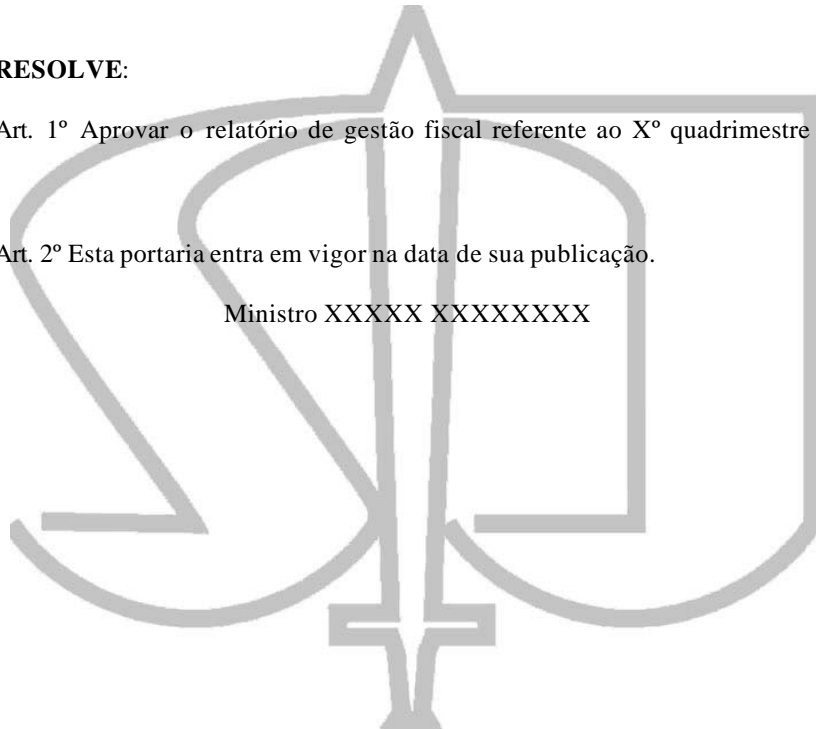 RESOLVE:
Art. 1º Aprovar o relatório de gestão fiscal referente ao Xº quadrimestre
Art. 2º Esta portaria entra em vigor na data de sua publicação.
Ministro XXXXX XXXXXXXX